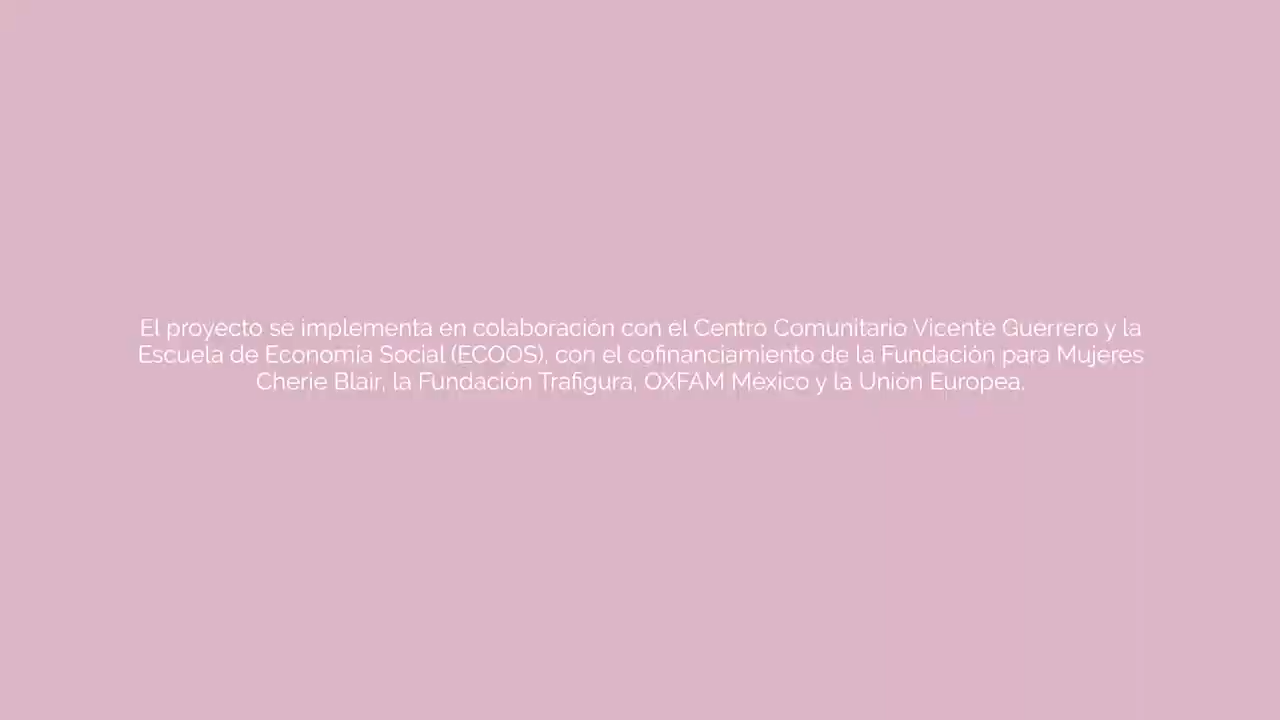 El proyecto se implementa en colaboración con el Centro Comunitario Vicente Guerrero y la
Escuela de Economía Social (ECOOS), con el cofinanciamiento de la Fundación para Mujeres
Cherie Blair, la Fundación Trafigura, OXFAM México y la Unión Europea.